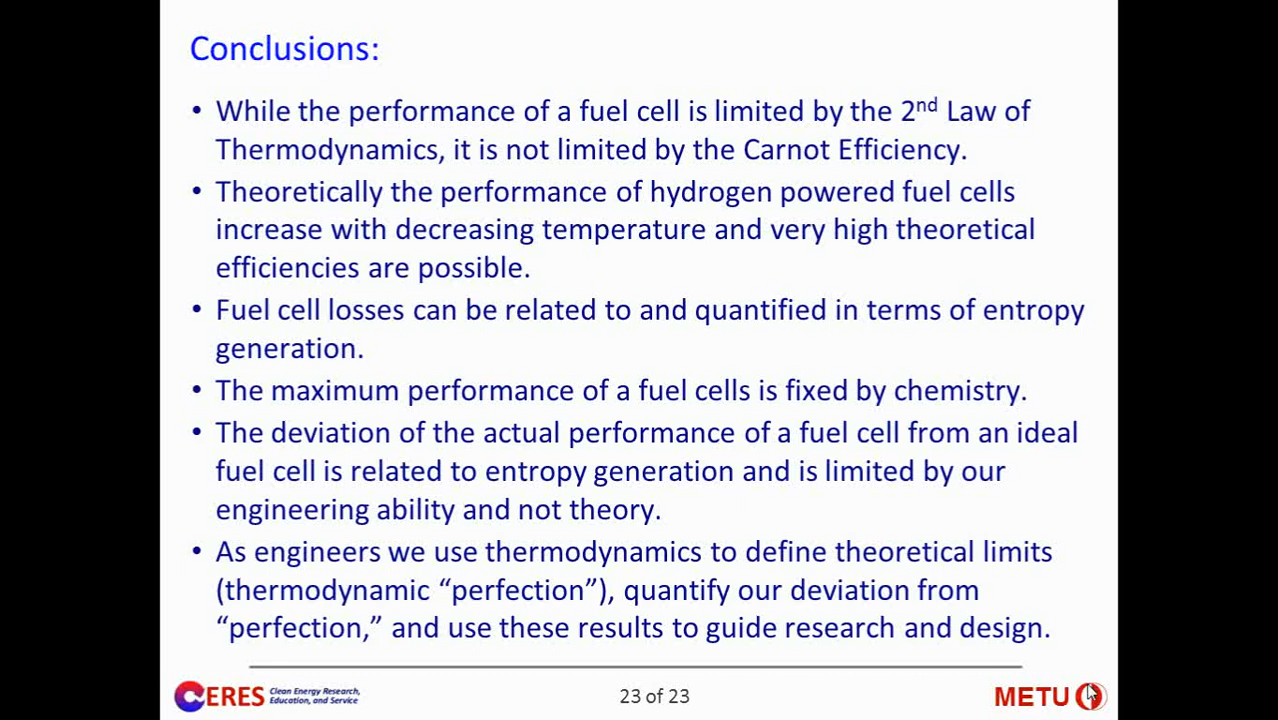 Conclusions:
• While the performance of a fuel cell is limited by the 2nd Law of
Thermodynamics, it is not limited by the Carnot Efficiency.
• Theoretically the performance of hydrogen powered fuel cells
increase with decreasing temperature and very high theoretical
efficiencies are possible.
• Fuel cell losses can be related to and quantified in terms of entropy
generation.
• The maximum performance of a fuel cells is fixed by chemistry.
• The deviation of the actual performance of a fuel cell from an ideal
fuel cell is related to entropy generation and is limited by our
engineering ability and not theory.
• As engineers we use thermodynamics to define theoretical limits
(thermodynamic “perfection”), quantify our deviation from
“perfection,” and use these results to guide research and design.
CERES Clean Energy Research,
Education, and Service
23 of 23
METU